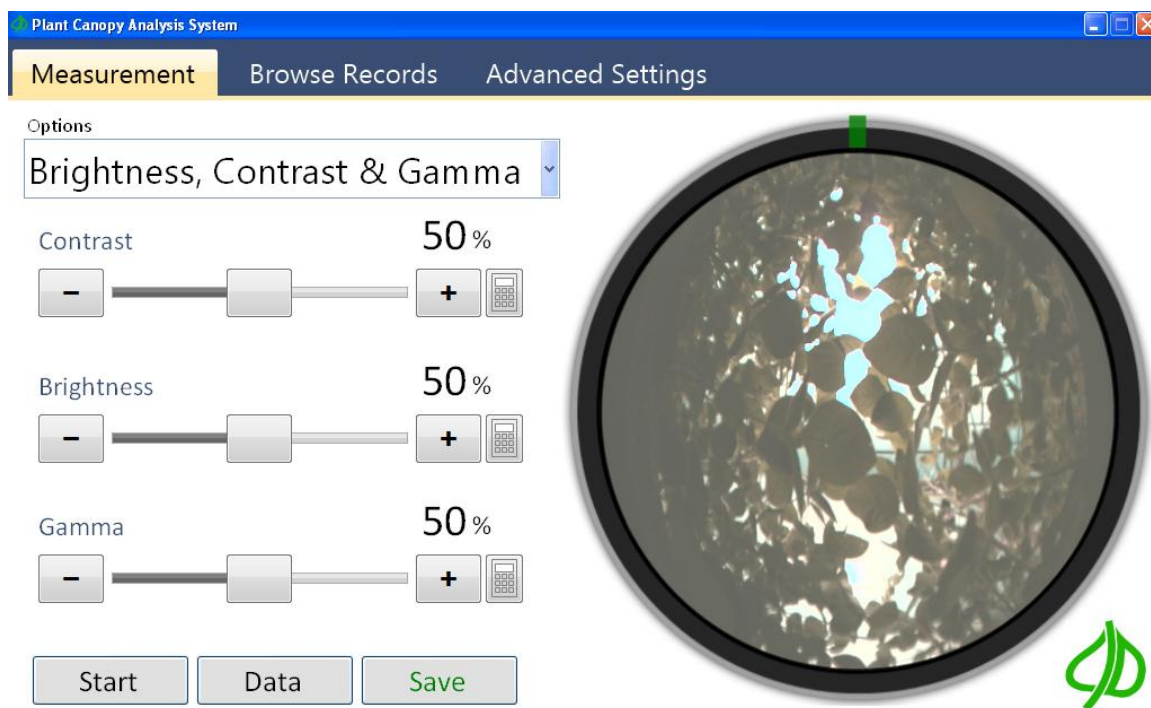 Plant Canopy Analysis System
Measurement Browse Records Advanced Settings
Options
Brightness, Contrast & Gamma
Contrast 50 %
− +
Brightness 50 %
− +
Gamma 50 %
− +
Start Data Save